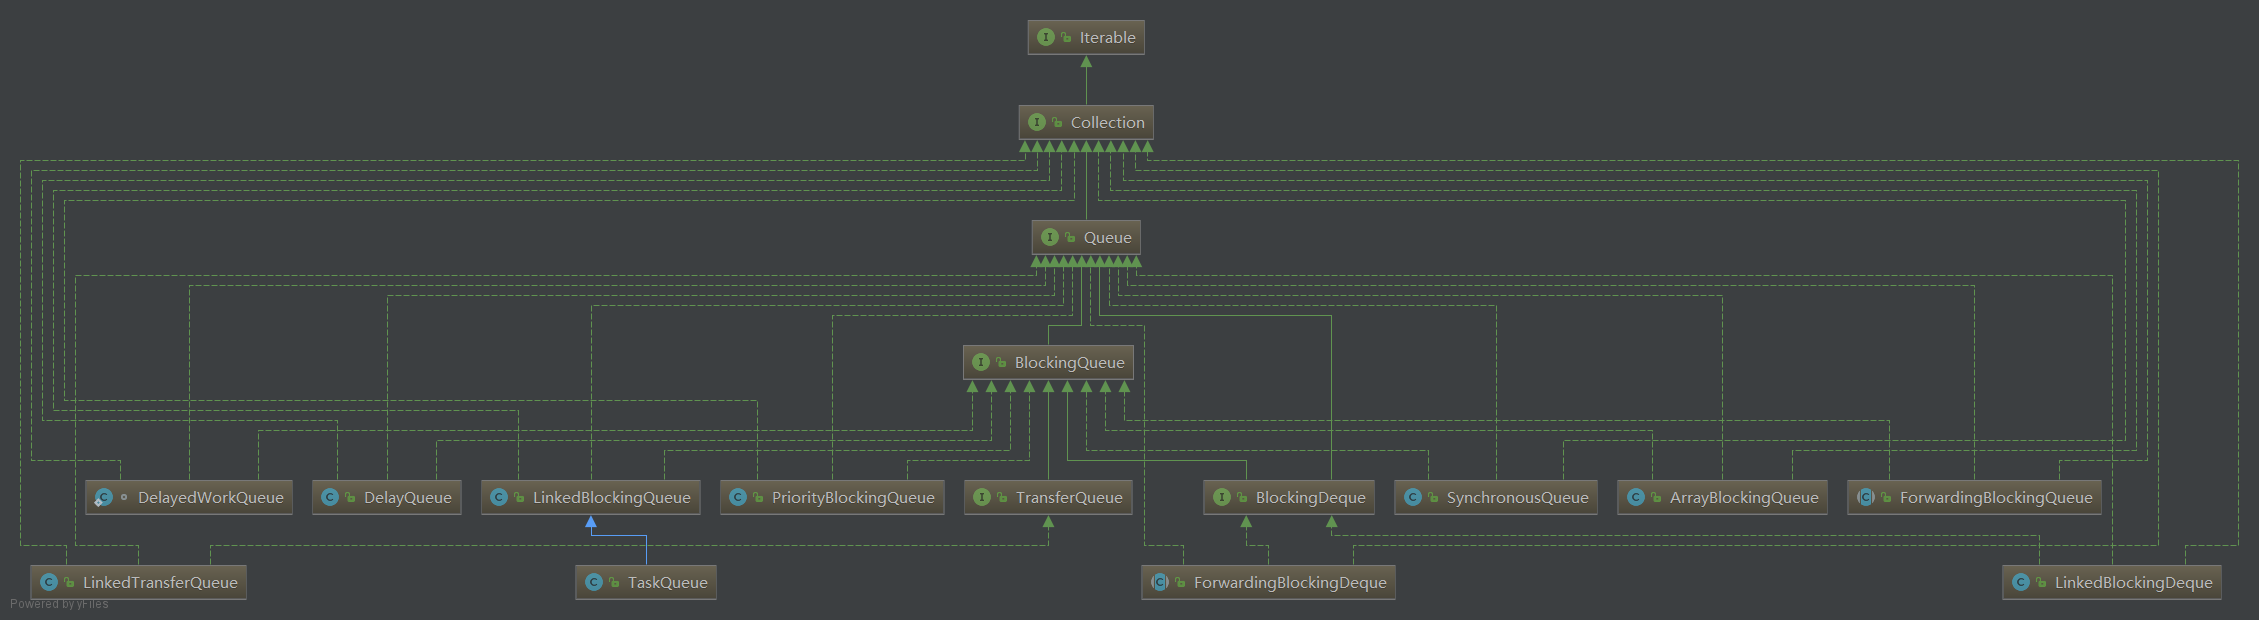 Iterable
Collection
Queue
BlockingQueue
DelayedWorkQueue
DelayQueue
LinkedBlockingQueue
PriorityBlockingQueue
TransferQueue
BlockingDeque
SynchronousQueue
ArrayBlockingQueue
ForwardingBlockingQueue
LinkedTransferQueue
TaskQueue
ForwardingBlockingDeque
LinkedBlockingDeque
Powered by yFiles